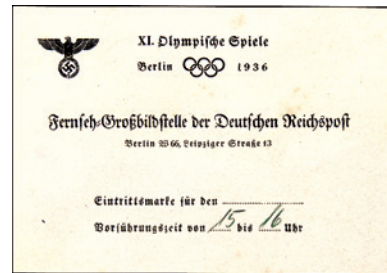 XI. Olympische Spiele
Berlin 1936
Fernseh-Großbildstelle der Deutschen Reichspost
Berlin W 66, Leipziger Straße 13
Eintrittsmarke für den
Vorführungszeit von 15 bis 16 Uhr